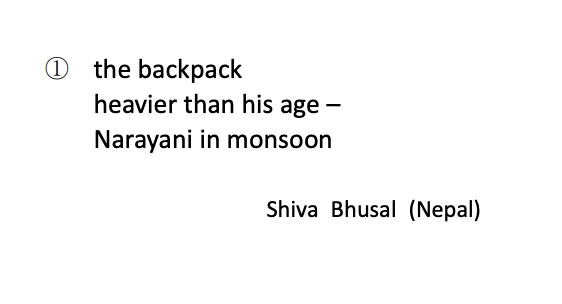 ① the backpack
heavier than his age –
Narayani in monsoon
Shiva Bhusal (Nepal)